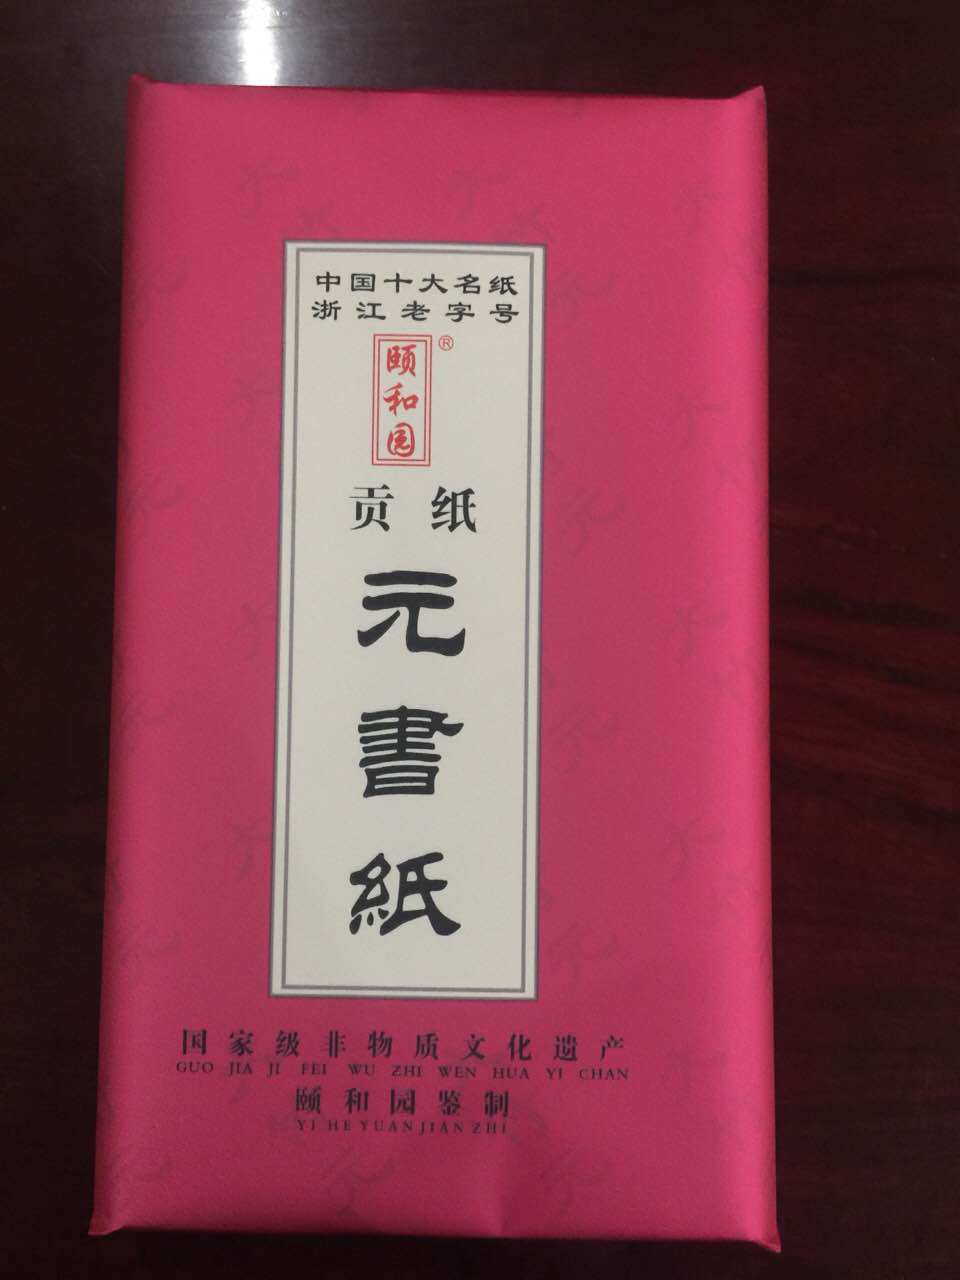 中国十大名纸
浙江老字号
颐和园®
贡纸
元書紙
国家级非物质文化遗产
GUO JIA JI FEI WU ZHI WEN HUA YI CHAN
颐和园鉴制
YI HE YUAN JIAN ZHI